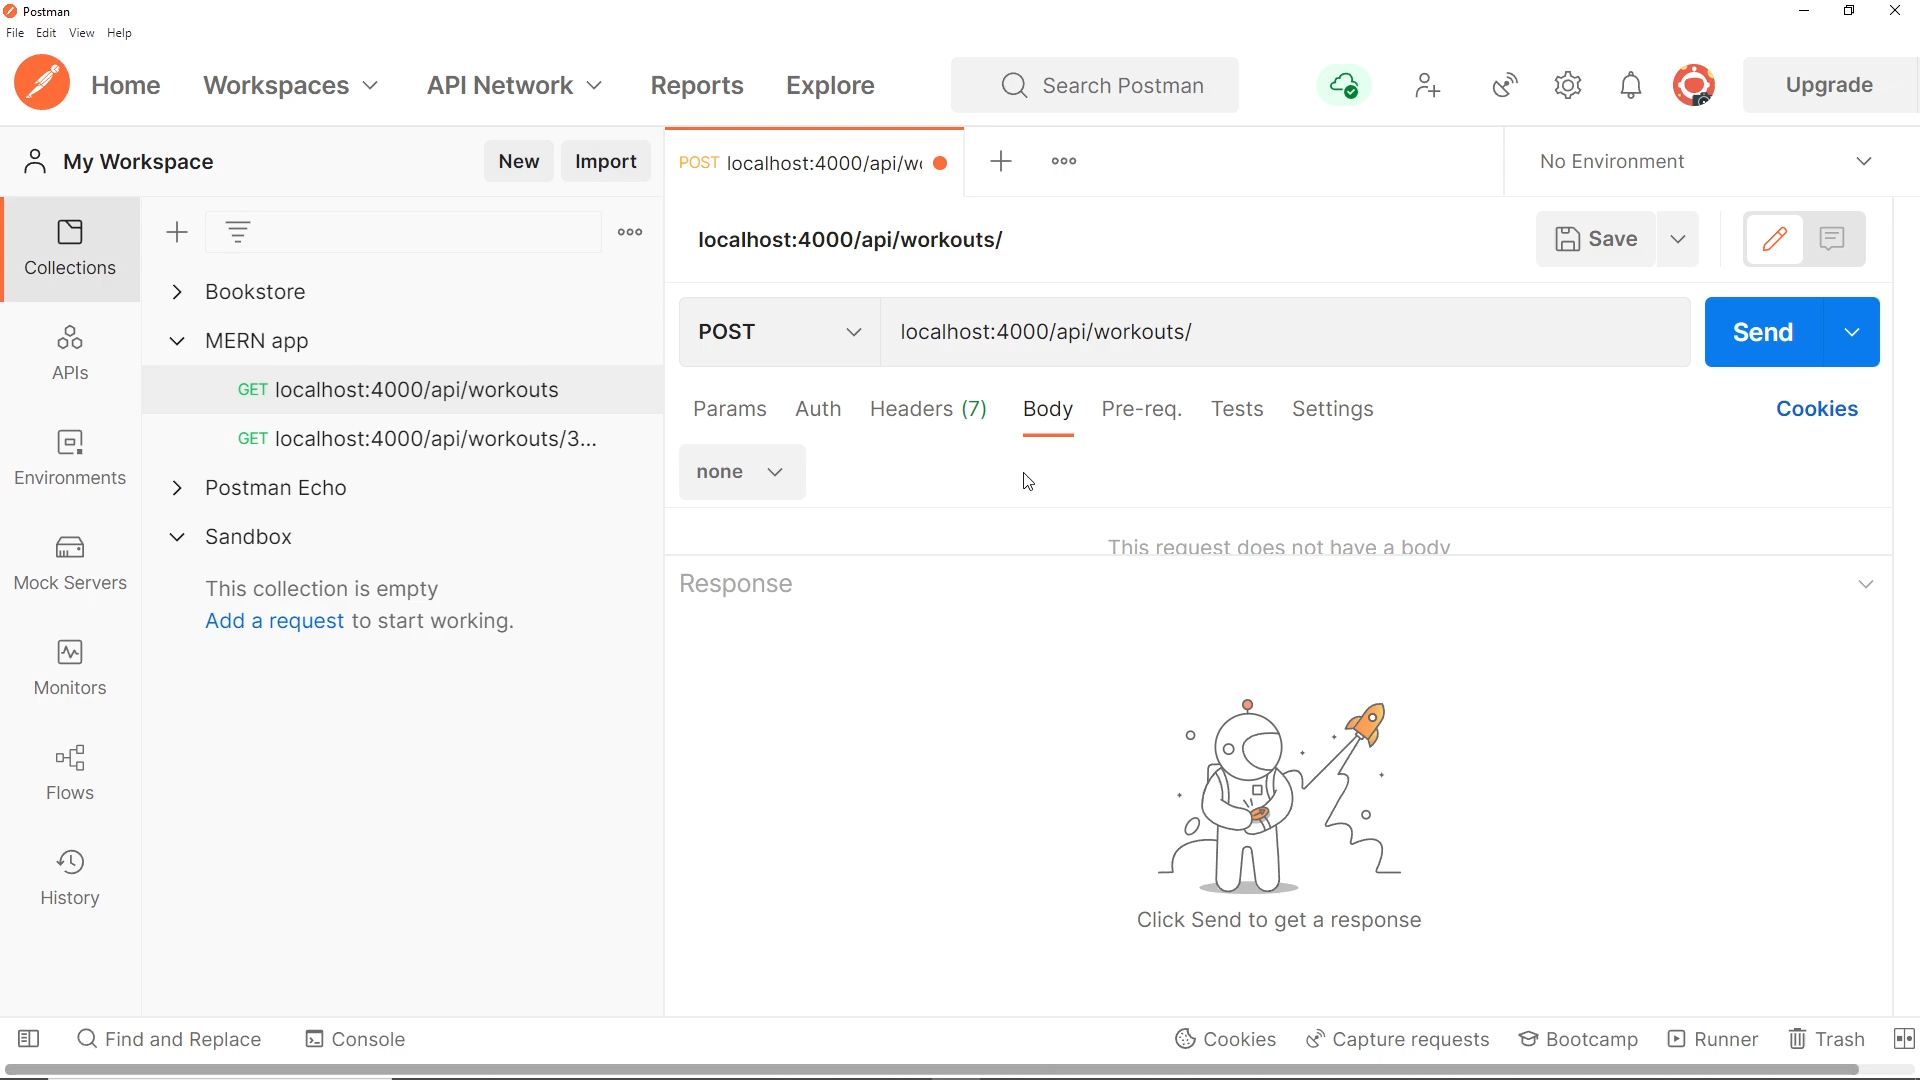 Postman
File Edit View Help
Home Workspaces API Network Reports Explore Search Postman Upgrade
My Workspace New Import POST localhost:4000/api/wo No Environment
Collections
localhost:4000/api/workouts/ Save
Bookstore
MERN app
POST localhost:4000/api/workouts/ Send
APIs
GET localhost:4000/api/workouts
Params Auth Headers (7) Body Pre-req. Tests Settings Cookies
GET localhost:4000/api/workouts/3...
Environments
none
Postman Echo
Sandbox
This request does not have a body
Mock Servers
This collection is empty
Response
Add a request to start working.
Monitors
Flows
History
Click Send to get a response
Find and Replace Console Cookies Capture requests Bootcamp Runner Trash